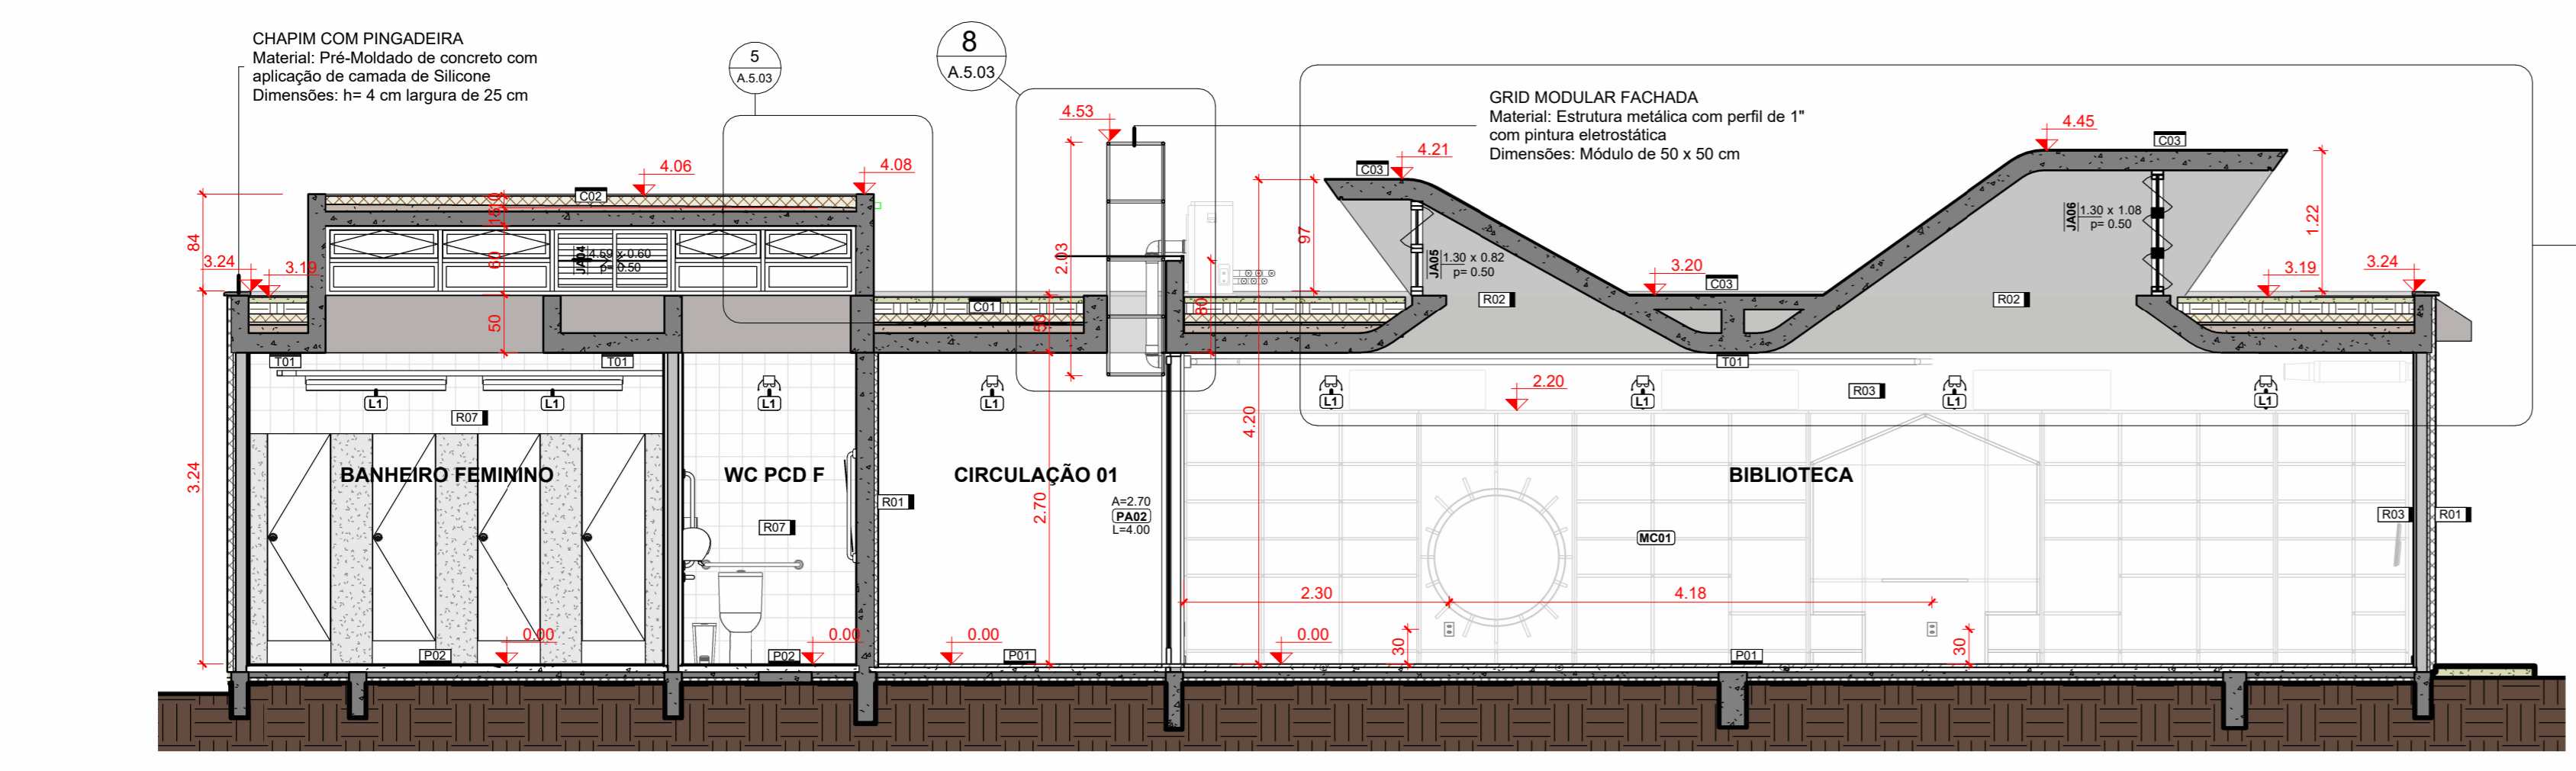 CHAPIM COM PINGADEIRA
Material: Pré-Moldado de concreto com
aplicação de camada de Silicone
Dimensões: h= 4 cm largura de 25 cm
5
A.5.03
8
A.5.03
GRID MODULAR FACHADA
Material: Estrutura metálica com perfil de 1"
com pintura eletrostática
Dimensões: Módulo de 50 x 50 cm
4.53
4.06
4.08
4.21
4.45
C03
C03
C02
15
10
84
3.24
3.19
JA04
4.59 x 0.60
p= 0.50
60
50
C01
50
2.03
80
97
JA05
1.30 x 0.82
p= 0.50
R02
3.20
C03
R02
JA06
1.30 x 1.08
p= 0.50
1.22
3.19
3.24
T01
T01
T01
L1
L1
L1
L1
L1
L1
L1
L1
2.20
R03
R07
4.20
3.24
BANHEIRO FEMININO
WC PCD F
CIRCULAÇÃO 01
BIBLIOTECA
R07
R01
A=2.70
PA02
L=4.00
2.70
MC01
R03
R01
2.30
4.18
30
30
0.00
0.00
0.00
0.00
P02
P02
P01
P01